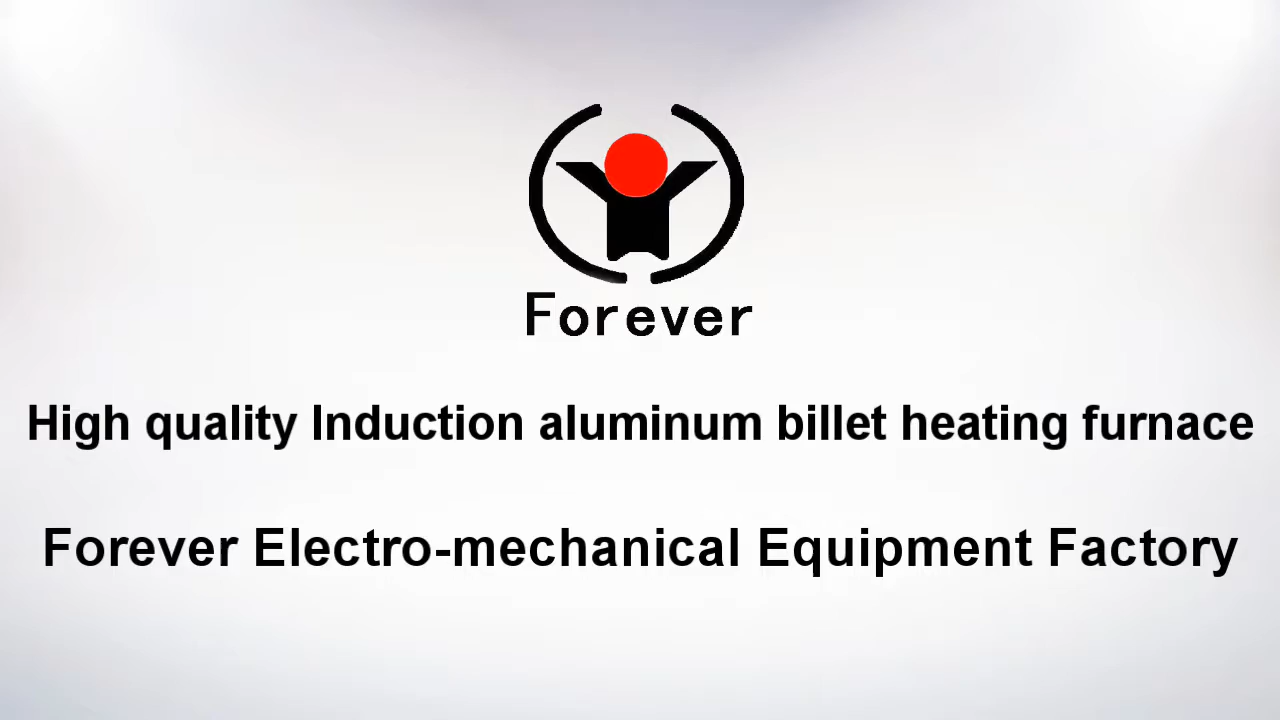 Forever
High quality Induction aluminum billet heating furnace
Forever Electro-mechanical Equipment Factory